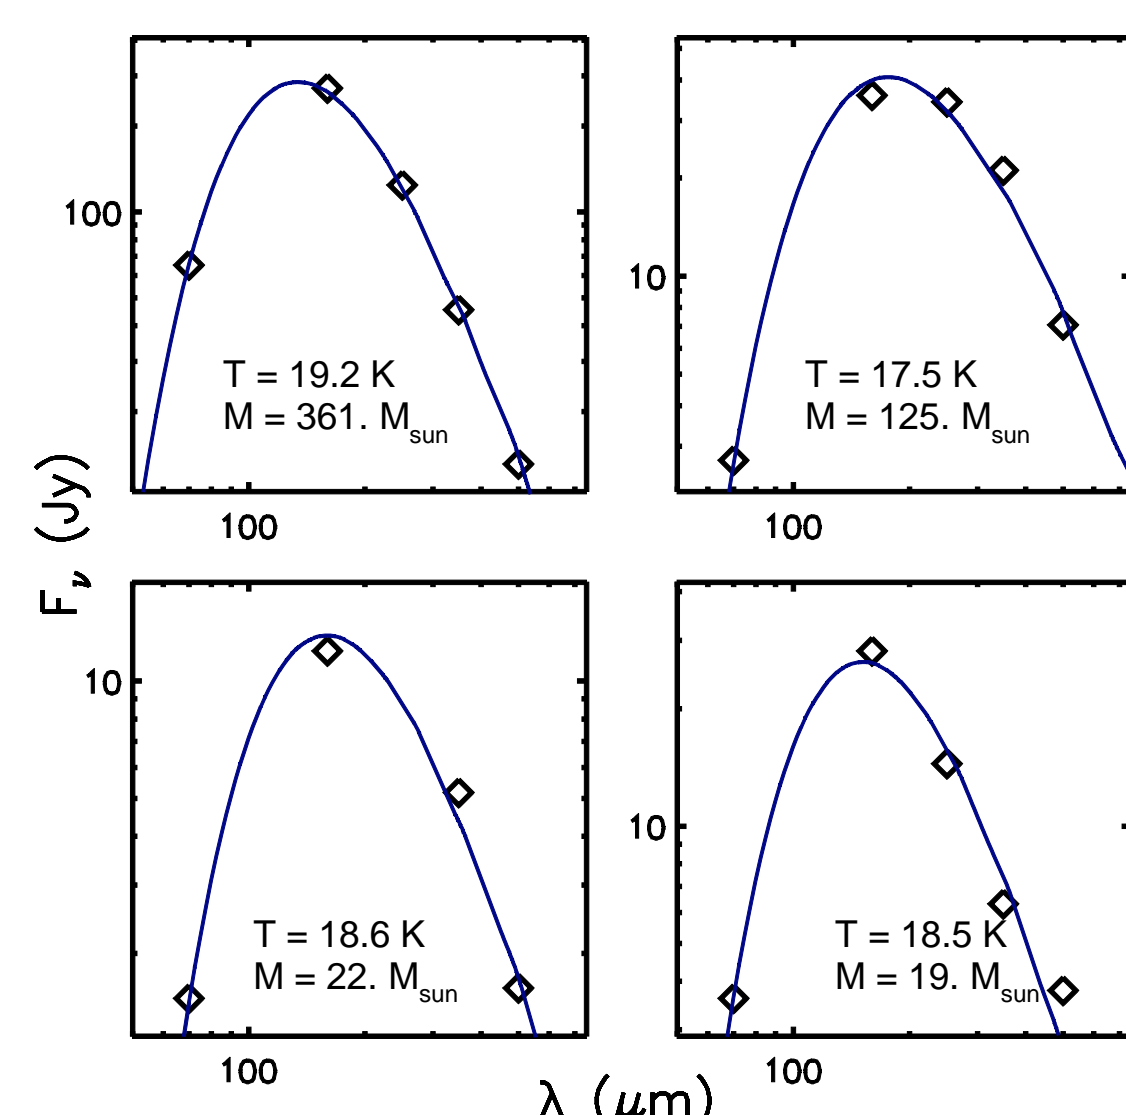 100
T = 19.2 K
M = 361. Msun
100
10
T = 17.5 K
M = 125. Msun
100
Fν (Jy)
10
T = 18.6 K
M = 22. Msun
100
10
T = 18.5 K
M = 19. Msun
100
λ (μm)